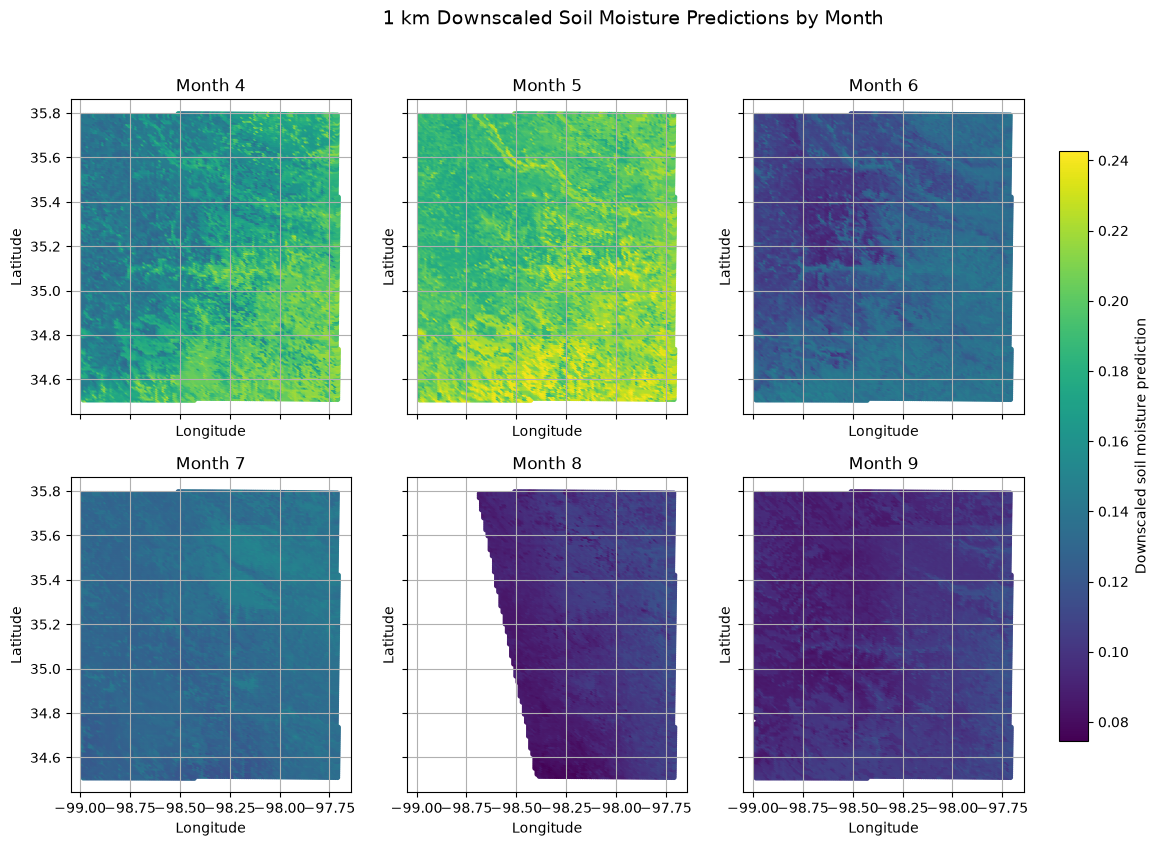 1 km Downscaled Soil Moisture Predictions by Month
Month 4
Month 5
Month 6
35.8
35.6
35.4
35.2
35.0
34.8
34.6
Latitude
Latitude
Latitude
Longitude
Longitude
Longitude
Month 7
Month 8
Month 9
35.8
35.6
35.4
35.2
35.0
34.8
34.6
Latitude
Latitude
Latitude
−99.00 −98.75 −98.50 −98.25 −98.00 −97.75
−99.00 −98.75 −98.50 −98.25 −98.00 −97.75
−99.00 −98.75 −98.50 −98.25 −98.00 −97.75
Longitude
Longitude
Longitude
0.24
0.22
0.20
0.18
0.16
0.14
0.12
0.10
0.08
Downscaled soil moisture prediction